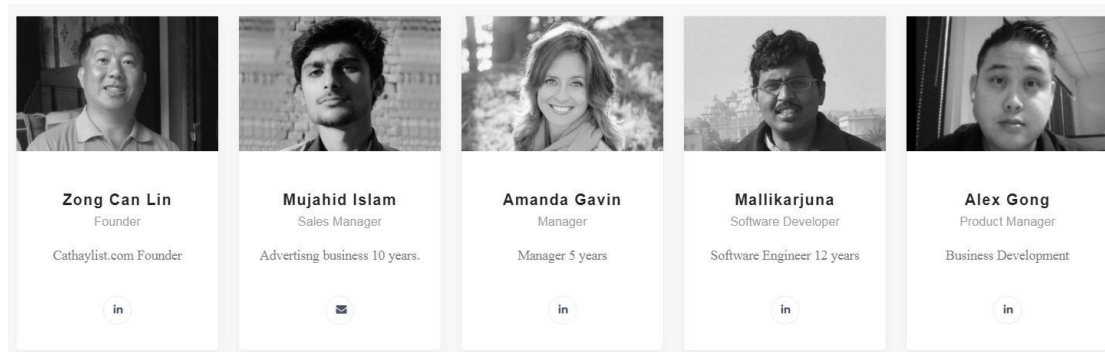 Zong Can Lin
Founder
Cathaylist.com Founder
in
Mujahid Islam
Sales Manager
Advertisng business 10 years.
Amanda Gavin
Manager
Manager 5 years
in
Mallikarjuna
Software Developer
Software Engineer 12 years
in
Alex Gong
Product Manager
Business Development
in